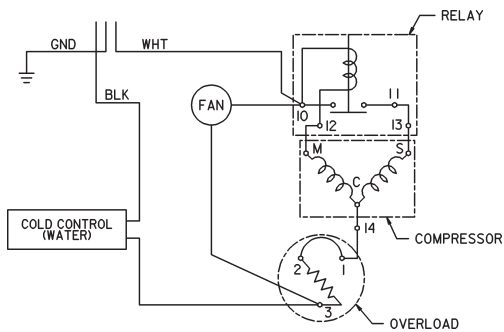 RELAY
GND
WHT
BLK
FAN
10
11
12
13
M
S
C
14
COMPRESSOR
COLD CONTROL
(WATER)
2
1
3
OVERLOAD